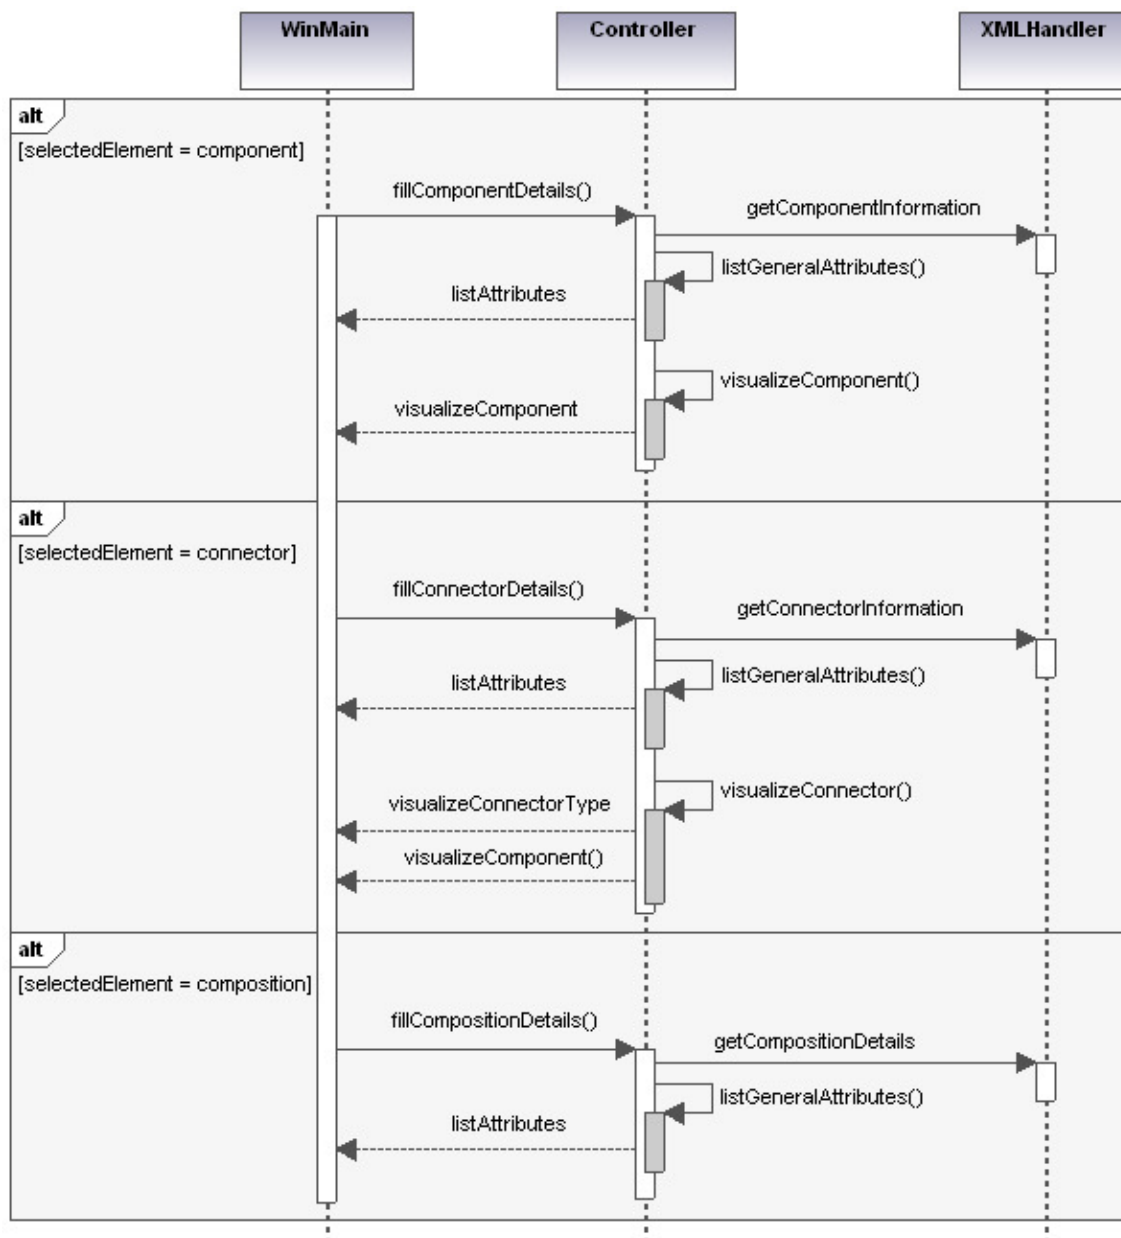 WinMain
Controller
XMLHandler
alt
[selectedElement = component]
fillComponentDetails()
getComponentInformation
listGeneralAttributes()
listAttributes
visualizeComponent()
visualizeComponent
alt
[selectedElement = connector]
fillConnectorDetails()
getConnectorInformation
listGeneralAttributes()
listAttributes
visualizeConnector()
visualizeConnectorType
visualizeComponent()
alt
[selectedElement = composition]
fillCompositionDetails()
getCompositionDetails
listGeneralAttributes()
listAttributes